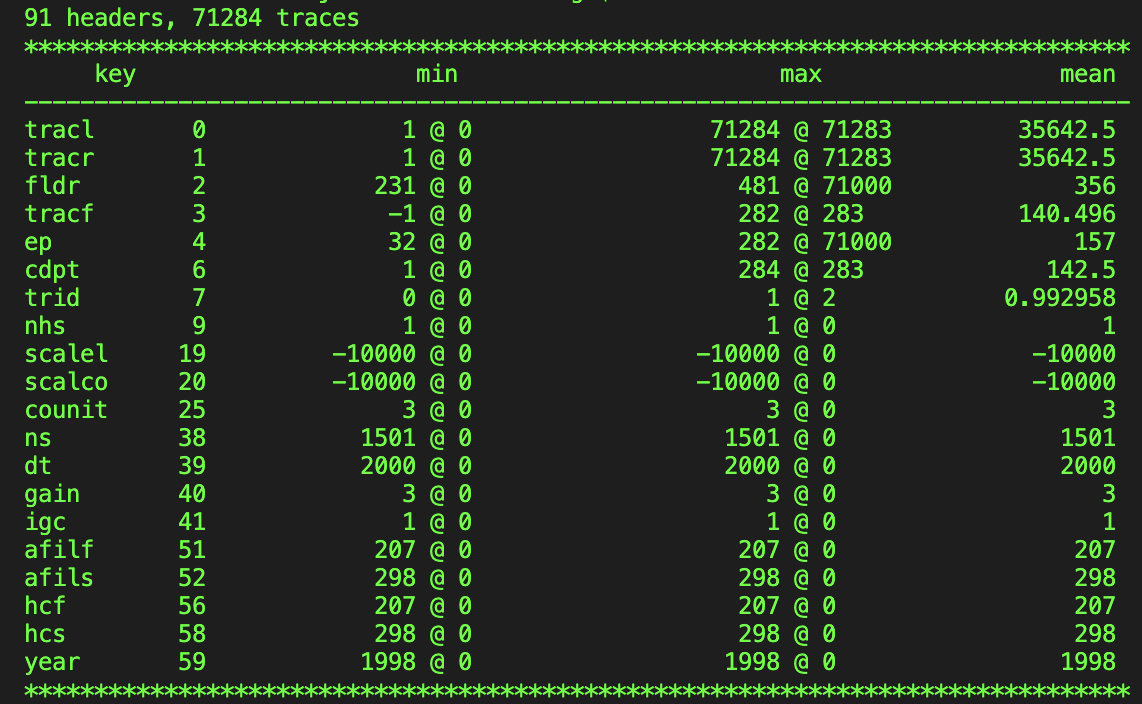 91 headers, 71284 traces
*******************************************************************************
key min max mean
-------------------------------------------------------------------------------
tracl 0 1 @ 0 71284 @ 71283 35642.5
tracr 1 1 @ 0 71284 @ 71283 35642.5
fldr 2 231 @ 0 481 @ 71000 356
tracf 3 -1 @ 0 282 @ 283 140.496
ep 4 32 @ 0 282 @ 71000 157
cdpt 6 1 @ 0 284 @ 283 142.5
trid 7 0 @ 0 1 @ 2 0.992958
nhs 9 1 @ 0 1 @ 0 1
scalel 19 -10000 @ 0 -10000 @ 0 -10000
scalco 20 -10000 @ 0 -10000 @ 0 -10000
counit 25 3 @ 0 3 @ 0 3
ns 38 1501 @ 0 1501 @ 0 1501
dt 39 2000 @ 0 2000 @ 0 2000
gain 40 3 @ 0 3 @ 0 3
igc 41 1 @ 0 1 @ 0 1
afilf 51 207 @ 0 207 @ 0 207
afils 52 298 @ 0 298 @ 0 298
hcf 56 207 @ 0 207 @ 0 207
hcs 58 298 @ 0 298 @ 0 298
year 59 1998 @ 0 1998 @ 0 1998
*******************************************************************************